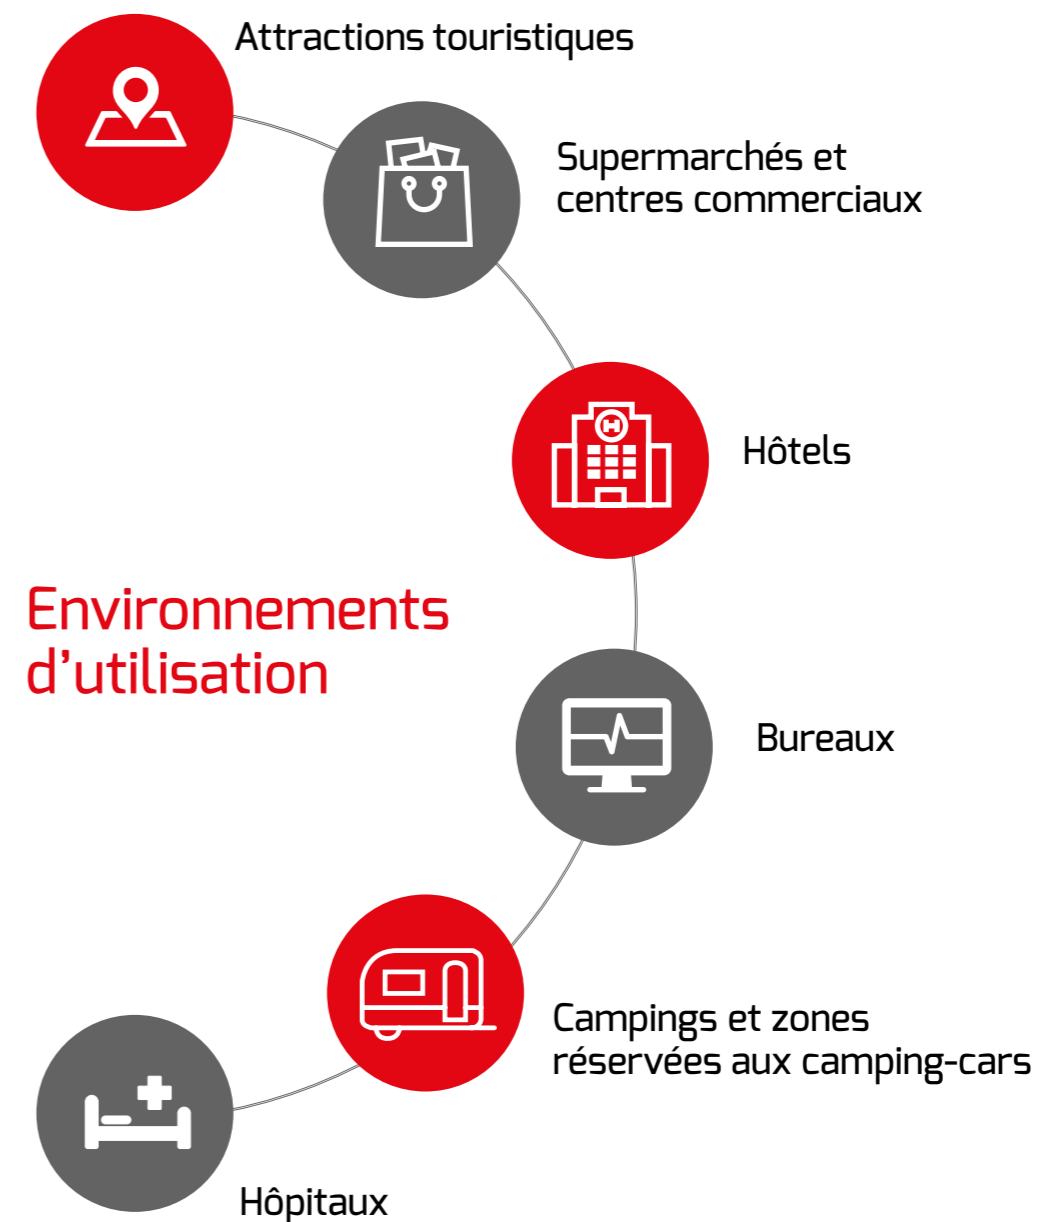 Attractions touristiques
Supermarchés et
centres commerciaux
Hôtels
Environnements
d’utilisation
Bureaux
Campings et zones
réservées aux camping-cars
Hôpitaux